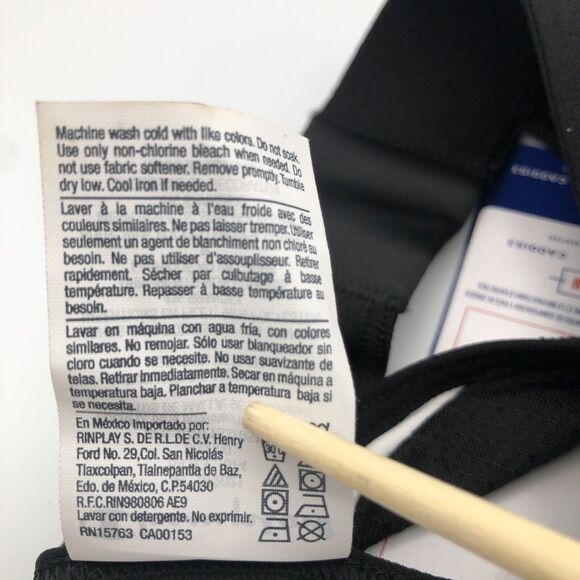 Machine wash cold with like colors. Do not soak.
Use only non-chlorine bleach when needed. Do
not use fabric softener. Remove promptly. Tumble
dry low. Cool iron if needed.
Laver à la machine à l'eau froide avec des
couleurs similaires. Ne pas laisser tremper. Utiliser
seulement un agent de blanchiment non chloré au
besoin. Ne pas utiliser d'assouplisseur. Retirer
rapidement. Sécher par culbutage à basse
température. Repasser à basse température au
besoin.
Lavar en máquina con agua fría, con colores
similares. No remojar. Sólo usar blanqueador sin
cloro cuando se necesite. No usar suavizante de
telas. Retirar inmediatamente. Secar en máquina a
temperatura baja. Planchar a temperatura baja si
se necesita.
En México Importado por:
RINPLAY S. DE R.L.DE C.V. Henry
Ford No. 29,Col. San Nicolás
Tlaxcolpan, Tlalnepantla de Baz,
Edo. de México, C.P.54030
R.F.C.RIN980806 AE9
Lavar con detergente. No exprimir.
RN15763 CA00153
30
CA00153
CA00153